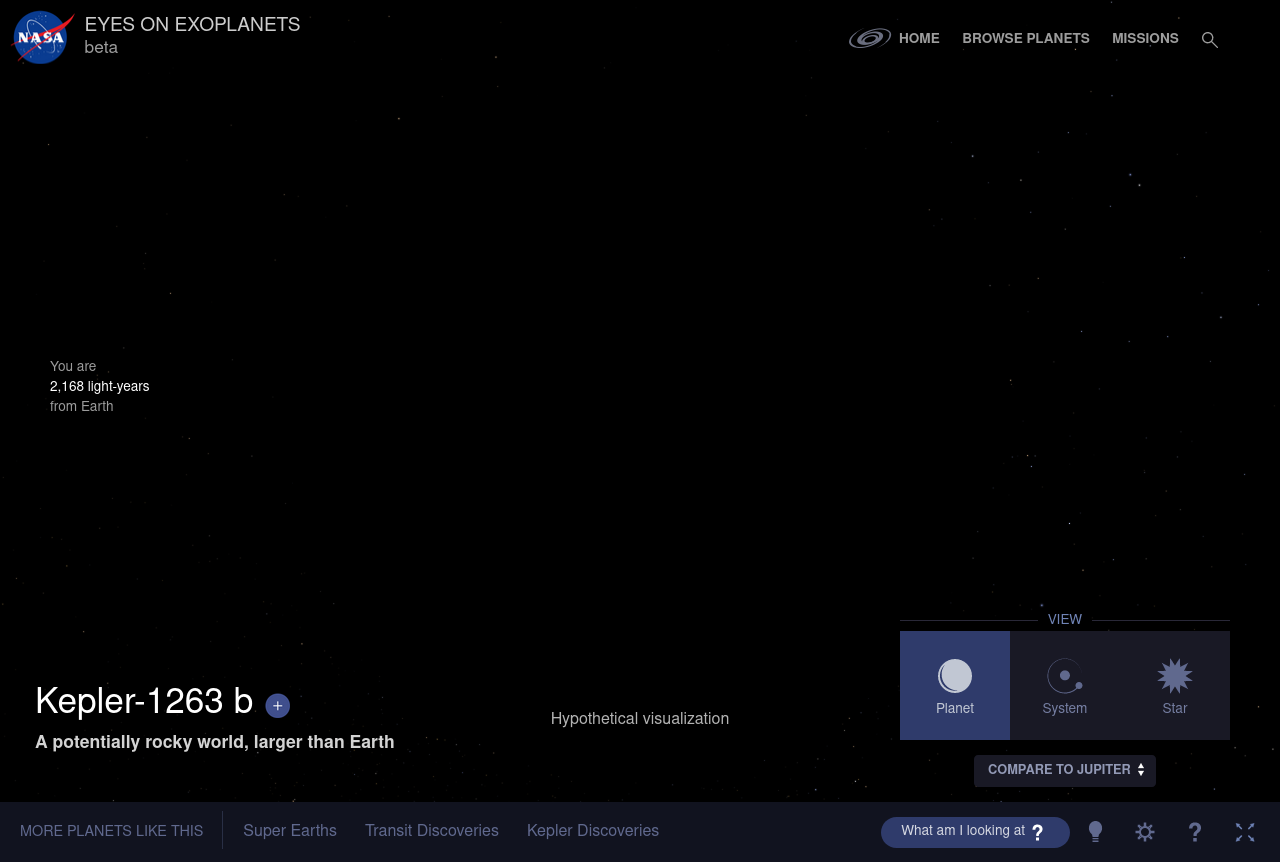 NASA
EYES ON EXOPLANETS
beta
HOME
BROWSE PLANETS
MISSIONS
You are
2,168 light-years
from Earth
VIEW
Planet
System
Star
Kepler-1263 b +
A potentially rocky world, larger than Earth
Hypothetical visualization
COMPARE TO JUPITER
MORE PLANETS LIKE THIS
Super Earths
Transit Discoveries
Kepler Discoveries
What am I looking at ?
?